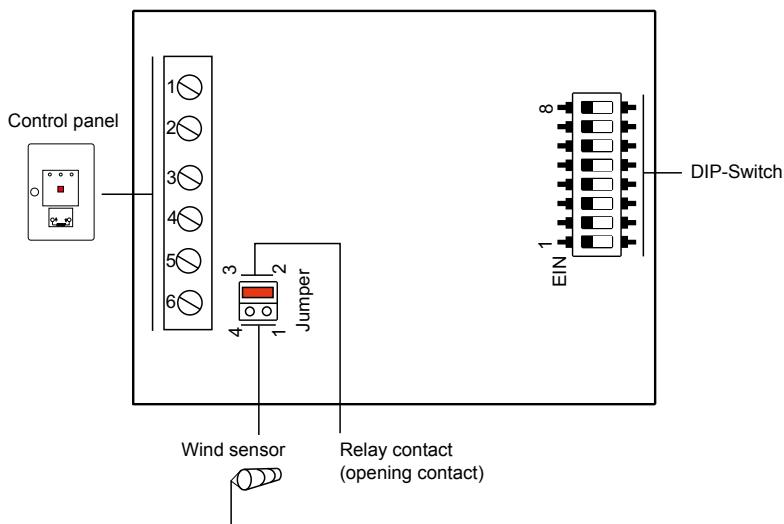 1
2
3
4
5
6
Control panel
8
1
EIN
DIP-Switch
3
2
4
1
Jumper
Wind sensor
Relay contact
(opening contact)